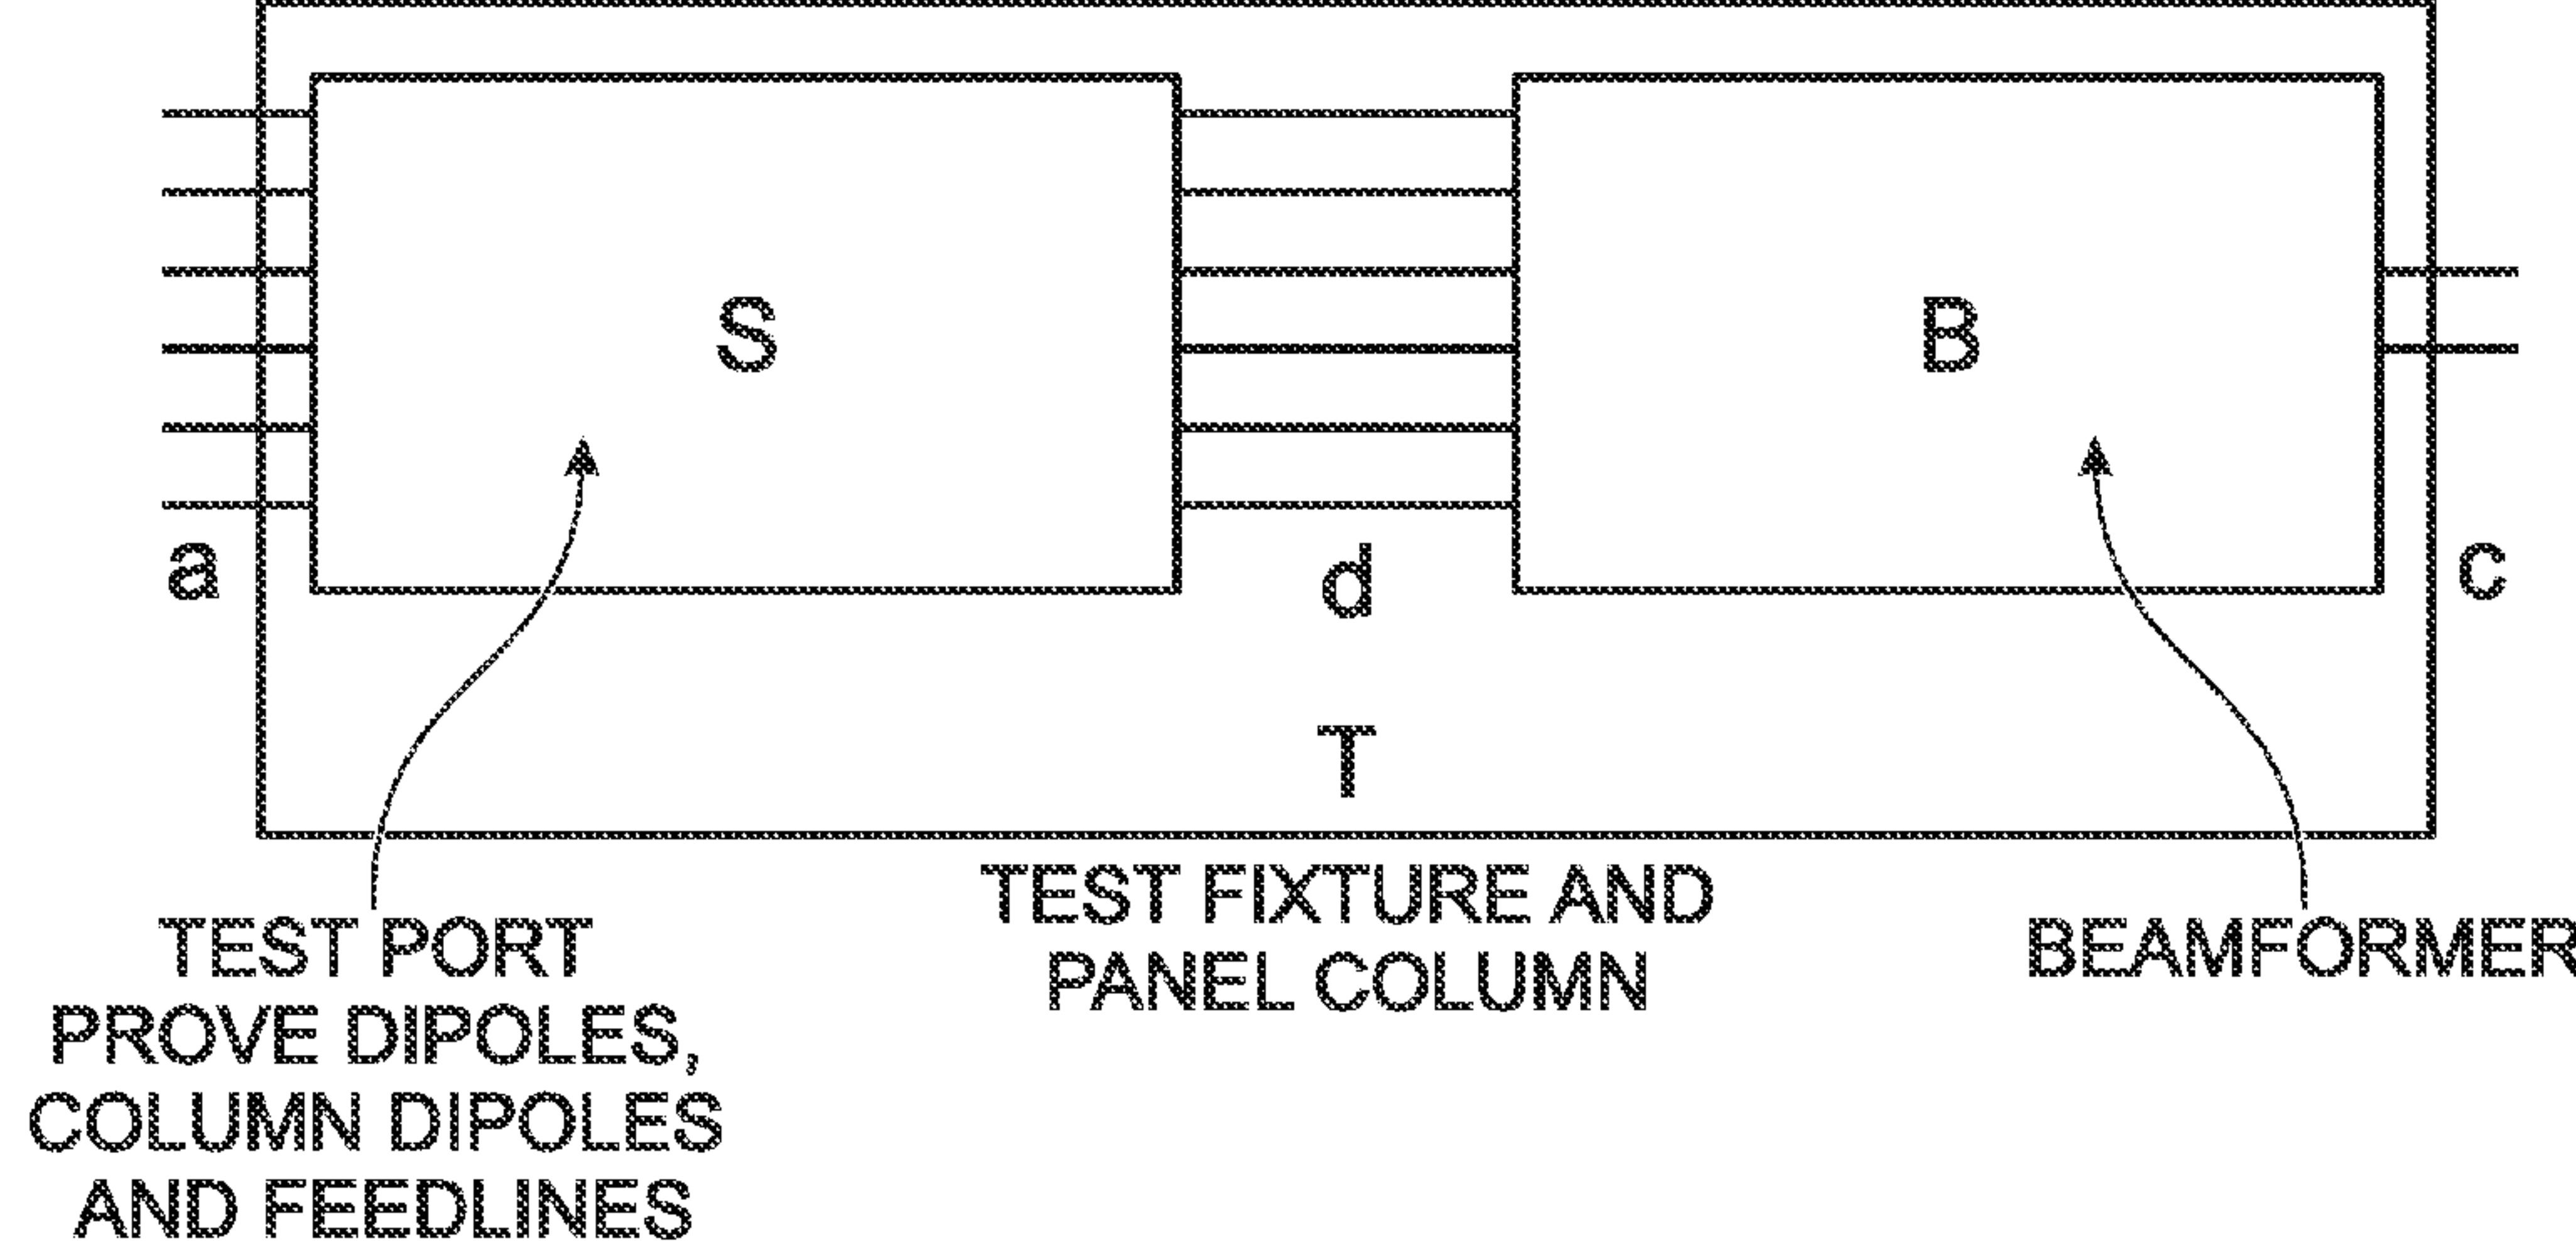 S
B
a
d
c
T
TEST FIXTURE AND
PANEL COLUMN
TEST PORT
PROVE DIPOLES,
COLUMN DIPOLES
AND FEEDLINES
BEAMFORMER